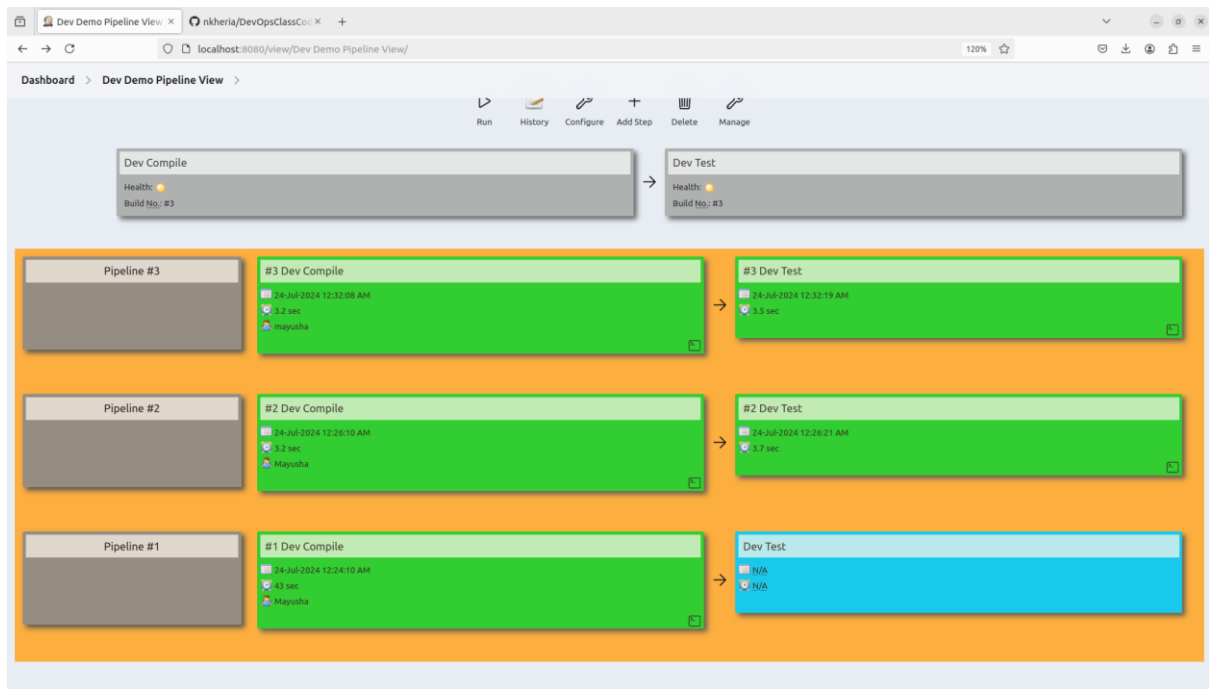 Dev Demo Pipeline View
nkheria/DevOpsClassCod
localhost:8080/view/Dev Demo Pipeline View/
120%
Dashboard > Dev Demo Pipeline View >
Run History Configure Add Step Delete Manage
Dev Compile
Health:
Build No.: #3
Dev Test
Health:
Build No.: #3
Pipeline #3
#3 Dev Compile
24-Jul-2024 12:32:08 AM
3.2 sec
mayusha
#3 Dev Test
24-Jul-2024 12:32:19 AM
3.5 sec
Pipeline #2
#2 Dev Compile
24-Jul-2024 12:26:10 AM
3.2 sec
Mayusha
#2 Dev Test
24-Jul-2024 12:26:21 AM
3.7 sec
Pipeline #1
#1 Dev Compile
24-Jul-2024 12:24:10 AM
43 sec
Mayusha
Dev Test
N/A
N/A